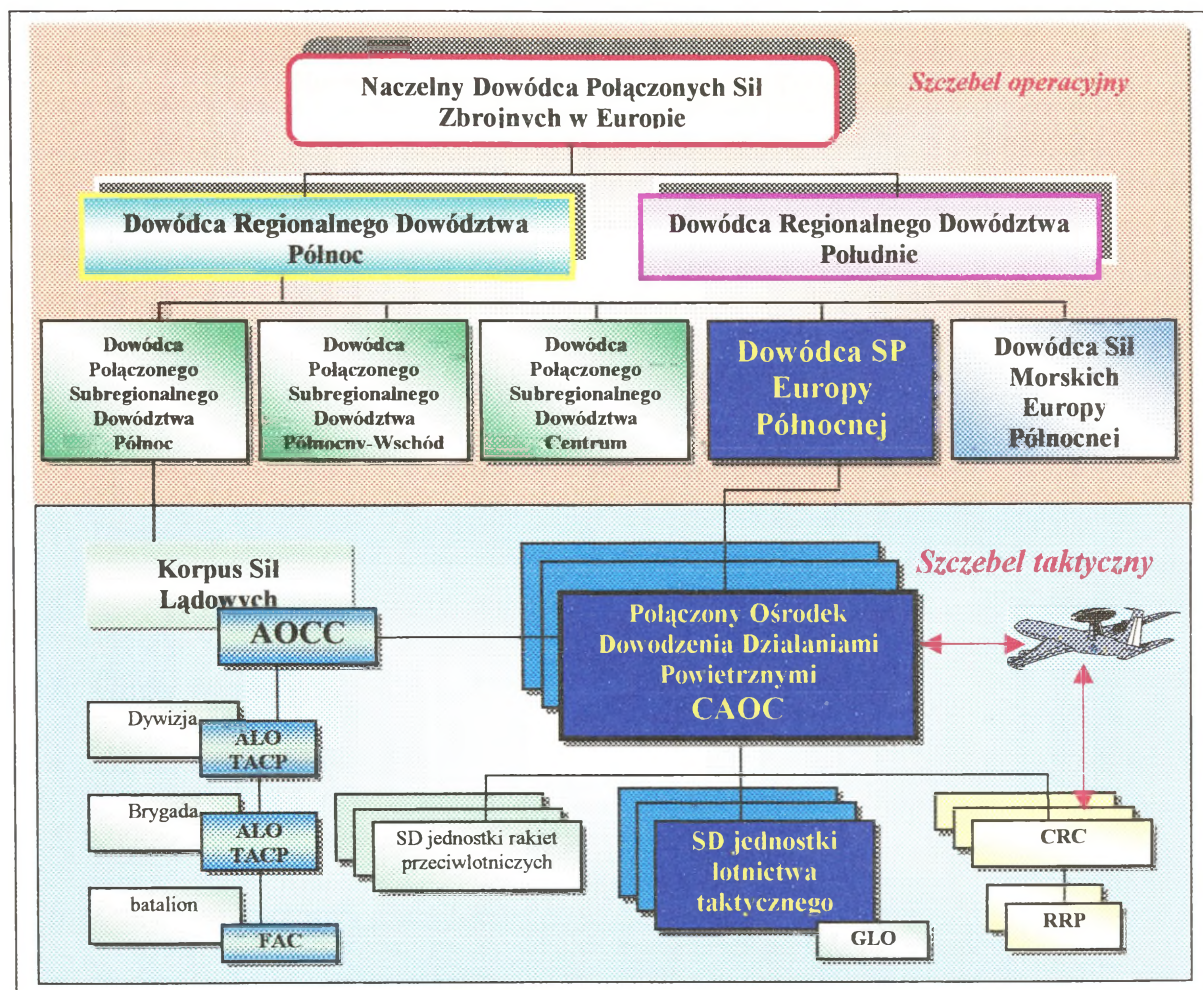 Naczelny Dowódca Połączonych Sił
Zbrojnych w Europie
Szczebel operacyjny
Dowódca Regionalnego Dowództwa
Północ
Dowódca Regionalnego Dowództwa
Południe
Dowódca
Połączonego
Subregionalnego
Dowództwa
Północ
Dowódca
Połączonego
Subregionalnego
Dowództwa
Północny-Wschód
Dowódca
Połączonego
Subregionalnego
Dowództwa
Centrum
Dowódca SP
Europy
Północnej
Dowódca Sił
Morskich
Europy
Północnej
Szczebel taktyczny
Korpus Sił
Lądowych
AOCC
Połączony Ośrodek
Dowodzenia Działaniami
Powietrznymi
CAOC
Dywizja
ALO
TACP
Brygada
ALO
TACP
batalion
FAC
SD jednostki rakiet
przeciwlotniczych
SD jednostki
lotnictwa
taktycznego
GLO
CRC
RRP